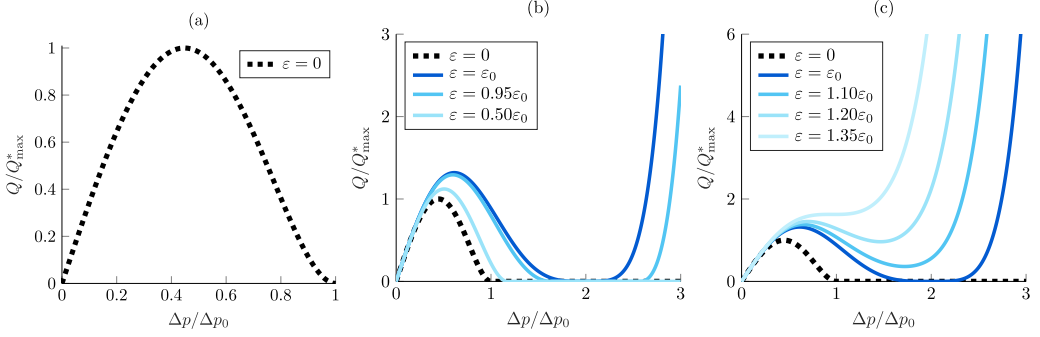 (a)
Q/Q*max
1
0.8
0.6
0.4
0.2
0
0
0.2
0.4
0.6
0.8
1
Δp/Δp₀
ε = 0
(b)
Q/Q*max
3
2
1
0
0
1
2
3
Δp/Δp₀
ε = 0
ε = ε₀
ε = 0.95ε₀
ε = 0.50ε₀
(c)
Q/Q*max
6
4
2
0
0
1
2
3
Δp/Δp₀
ε = 0
ε = ε₀
ε = 1.10ε₀
ε = 1.20ε₀
ε = 1.35ε₀